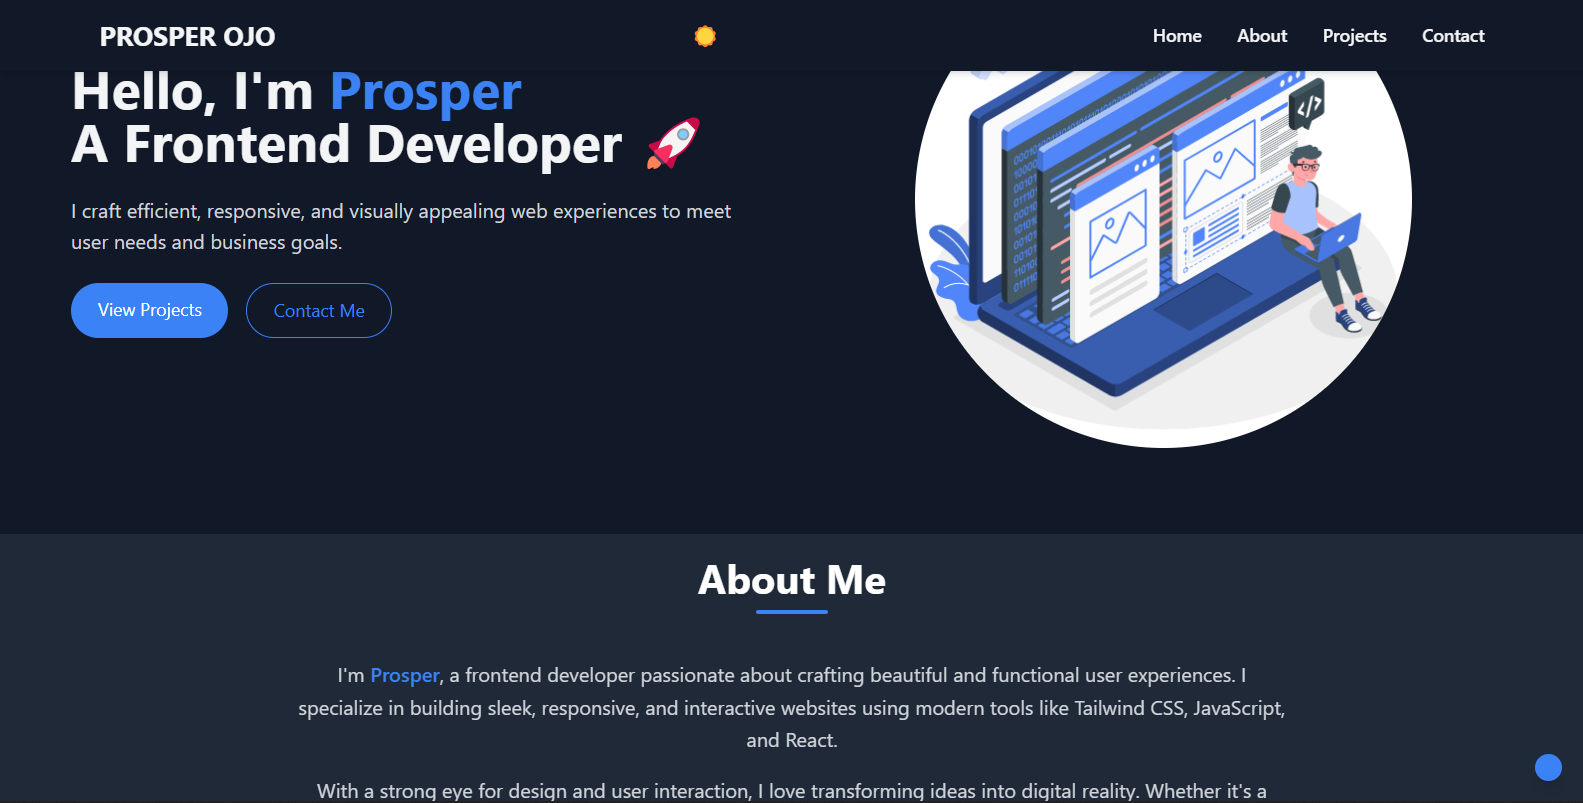 PROSPER OJO
Home
About
Projects
Contact
Hello, I'm Prosper
A Frontend Developer 🚀
I craft efficient, responsive, and visually appealing web experiences to meet
user needs and business goals.
View Projects
Contact Me
</>
About Me
I'm Prosper, a frontend developer passionate about crafting beautiful and functional user experiences. I
specialize in building sleek, responsive, and interactive websites using modern tools like Tailwind CSS, JavaScript,
and React.
With a strong eye for design and user interaction, I love transforming ideas into digital reality. Whether it's a